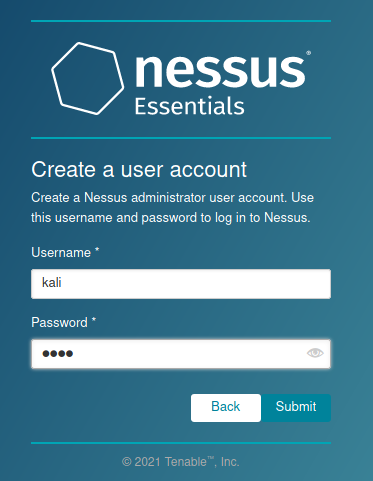 nessus®
Essentials
Create a user account
Create a Nessus administrator user account. Use
this username and password to log in to Nessus.
Username *
kali
Password *
●●●●
Back
Submit
© 2021 Tenable™, Inc.